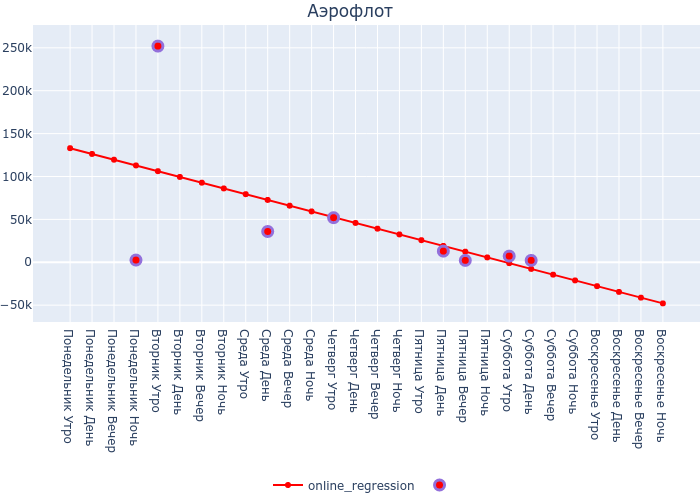 Аэрофлот
250k
200k
150k
100k
50k
0
−50k
Понедельник Утро
Понедельник День
Понедельник Вечер
Понедельник Ночь
Вторник Утро
Вторник День
Вторник Вечер
Вторник Ночь
Среда Утро
Среда День
Среда Вечер
Среда Ночь
Четверг Утро
Четверг День
Четверг Вечер
Четверг Ночь
Пятница Утро
Пятница День
Пятница Вечер
Пятница Ночь
Суббота Утро
Суббота День
Суббота Вечер
Суббота Ночь
Воскресенье Утро
Воскресенье День
Воскресенье Вечер
Воскресенье Ночь
online_regression